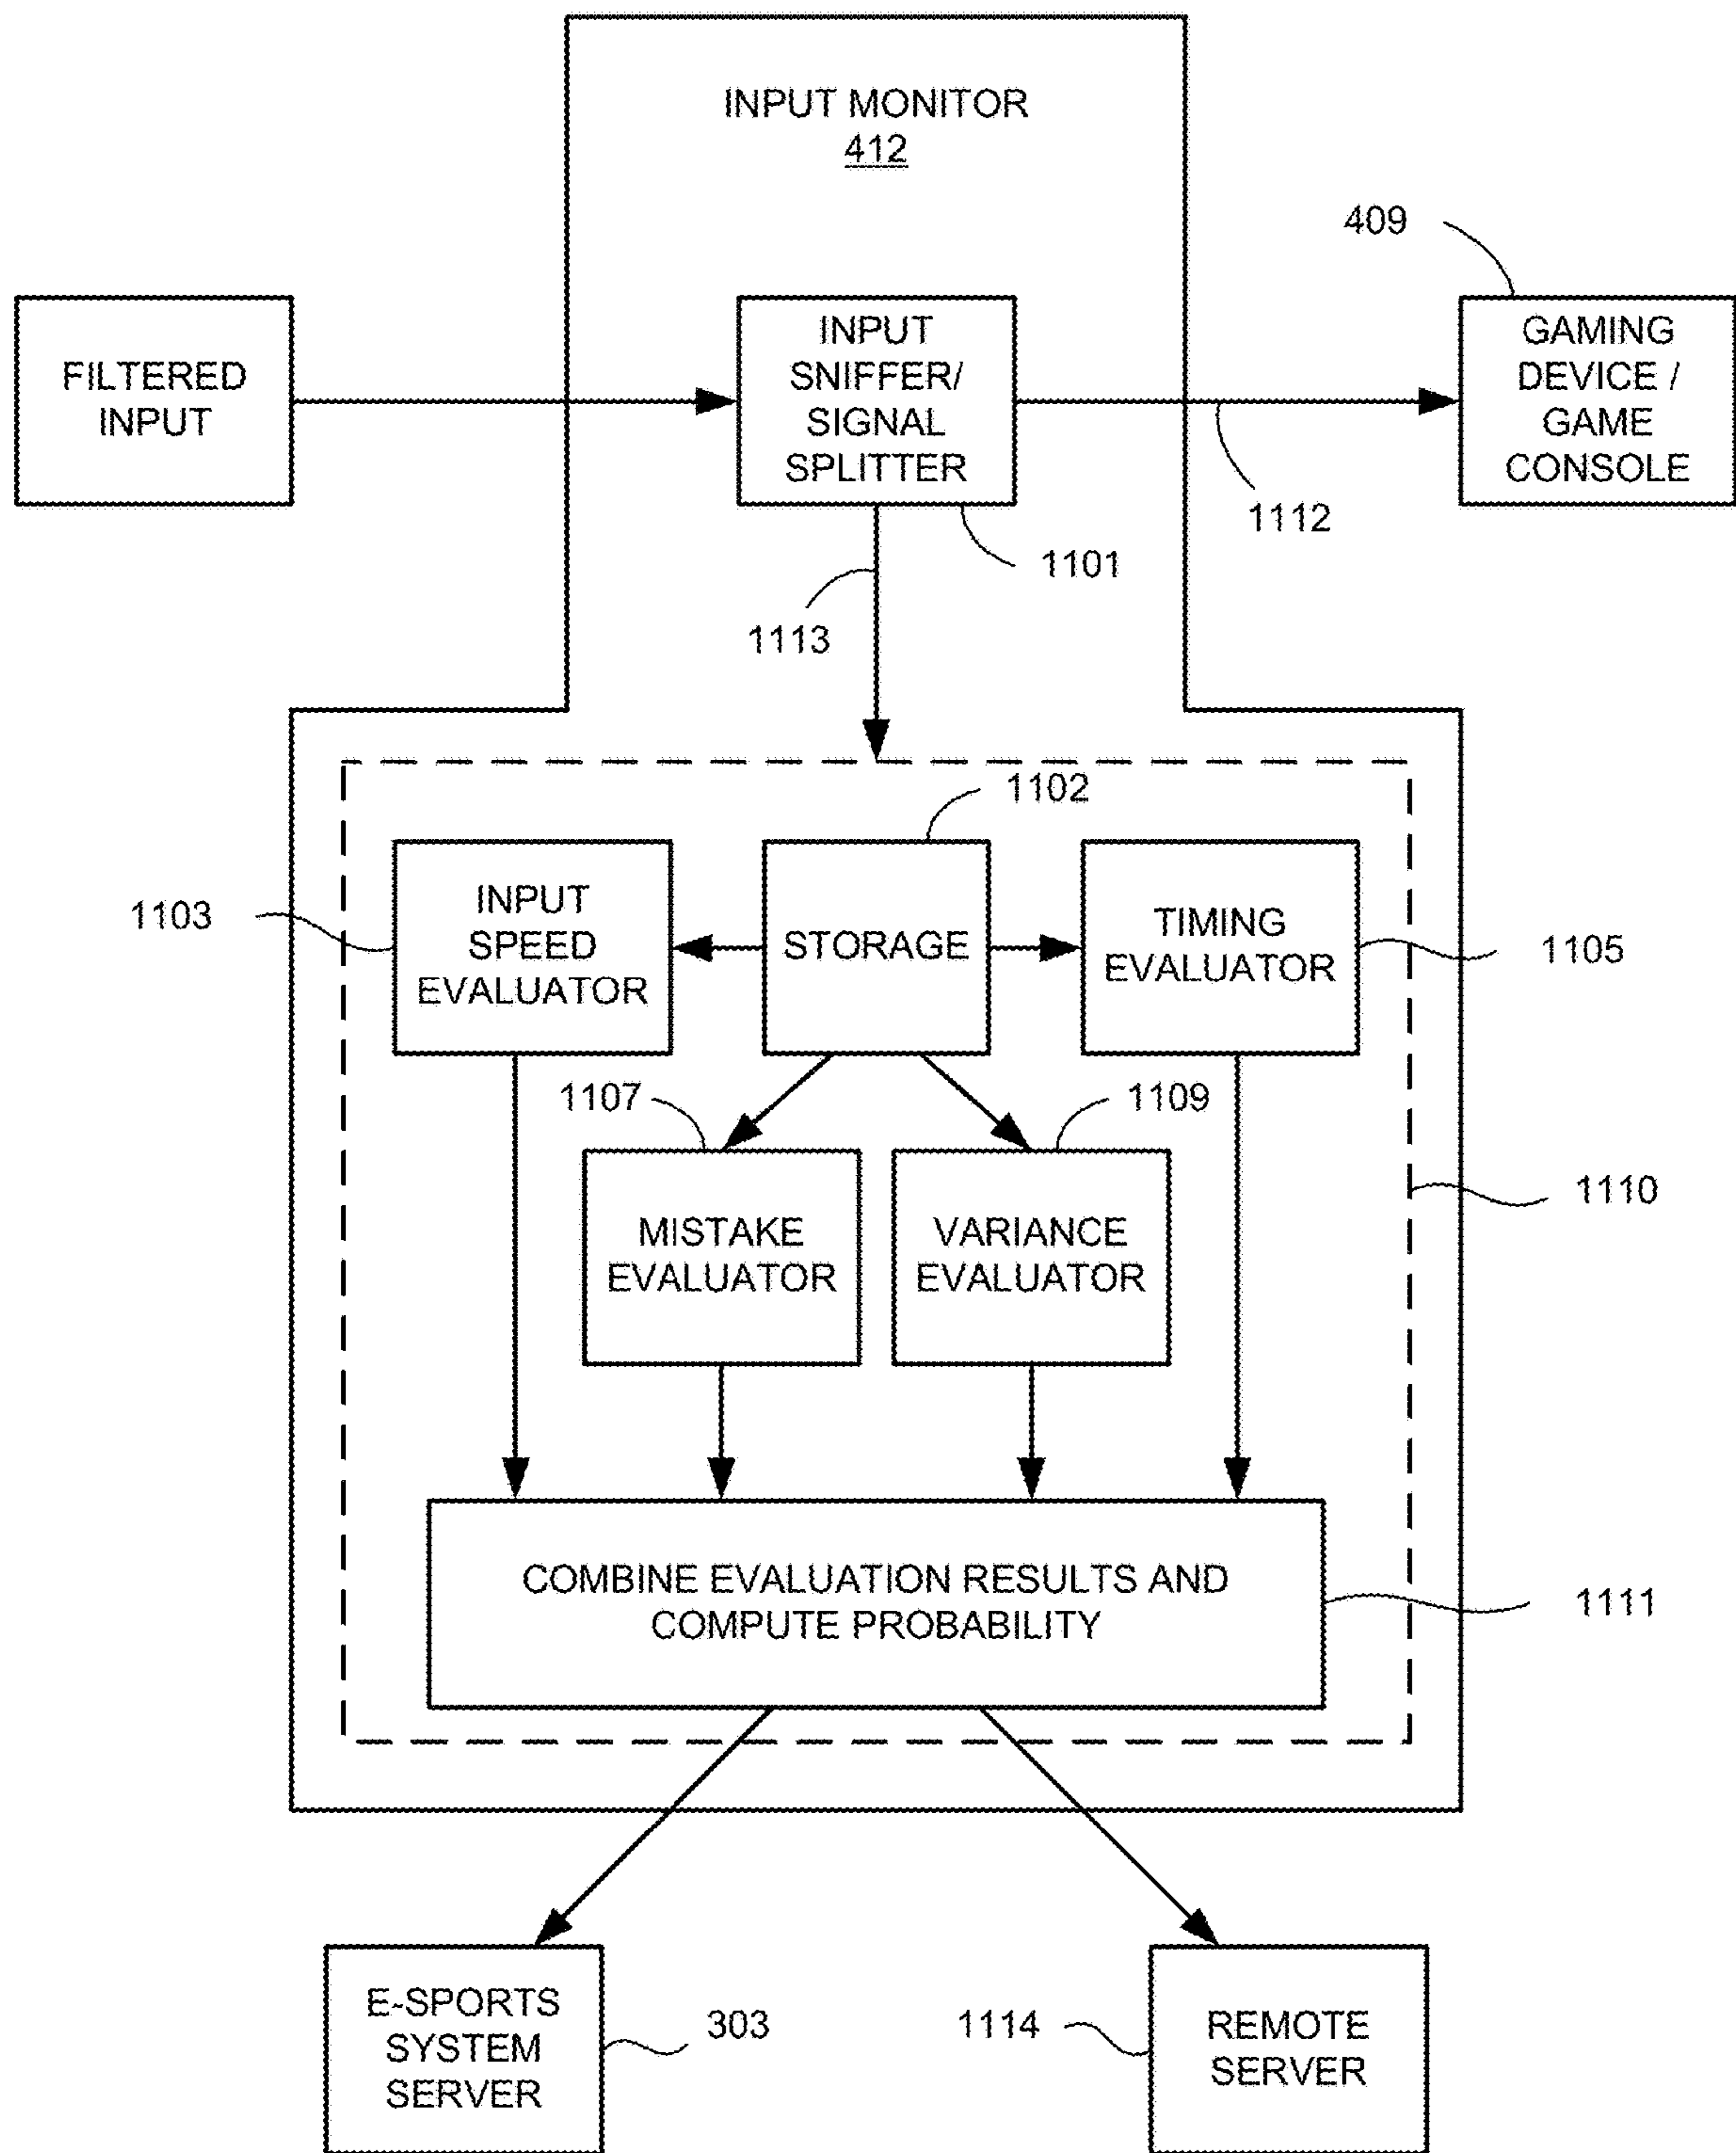 INPUT MONITOR
412
409
FILTERED
INPUT
INPUT
SNIFFER/
SIGNAL
SPLITTER
GAMING
DEVICE /
GAME
CONSOLE
1112
1101
1113
1102
1103
INPUT
SPEED
EVALUATOR
STORAGE
TIMING
EVALUATOR
1105
1107
1109
MISTAKE
EVALUATOR
VARIANCE
EVALUATOR
1110
COMBINE EVALUATION RESULTS AND
COMPUTE PROBABILITY
1111
E-SPORTS
SYSTEM
SERVER
303
1114
REMOTE
SERVER